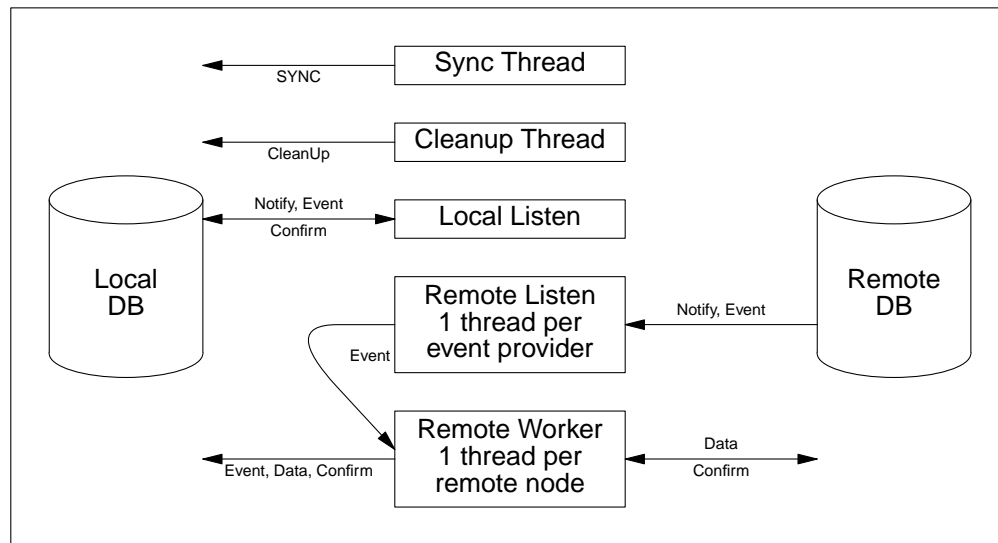 Sync Thread
SYNC
Cleanup Thread
CleanUp
Notify, Event
Confirm
Local Listen
Local
DB
Remote Listen
1 thread per
event provider
Notify, Event
Remote
DB
Event
Remote Worker
1 thread per
remote node
Event, Data, Confirm
Data
Confirm